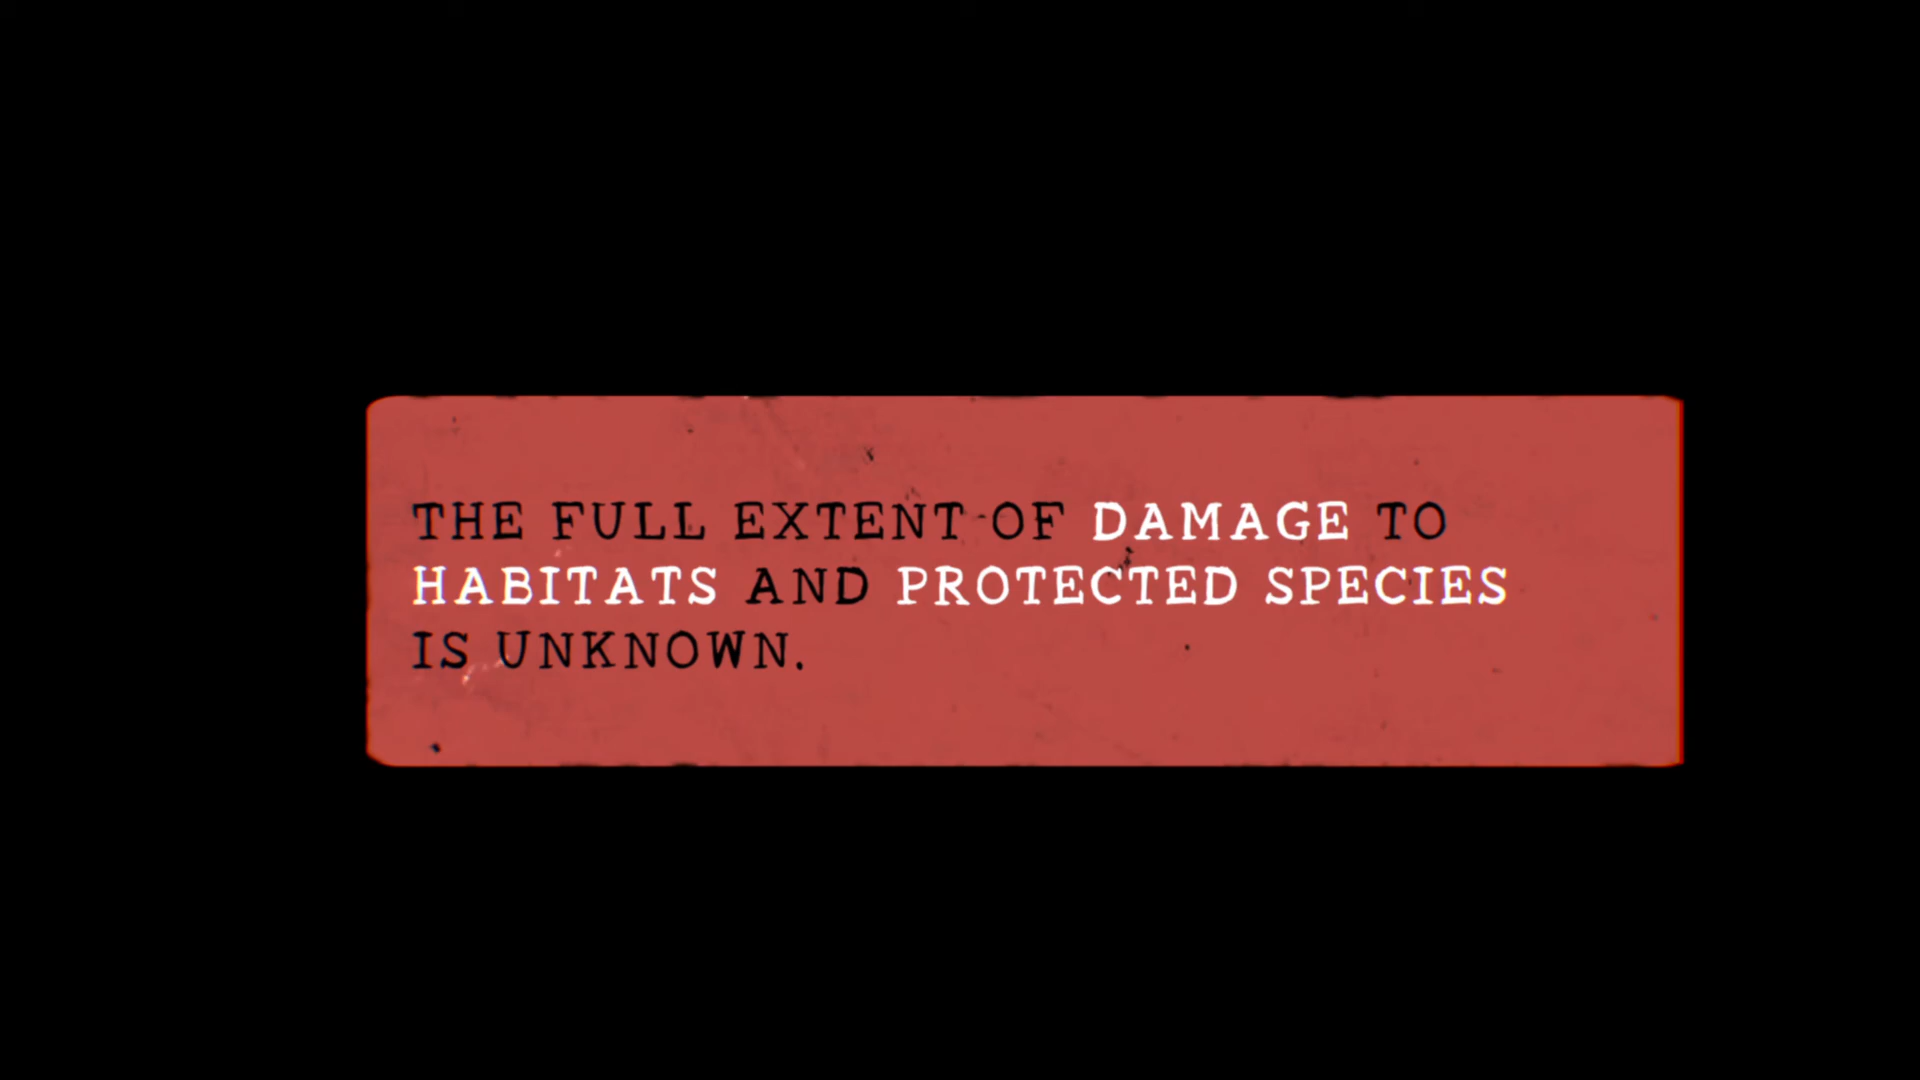 THE FULL EXTENT OF DAMAGE TO
HABITATS AND PROTECTED SPECIES
IS UNKNOWN.